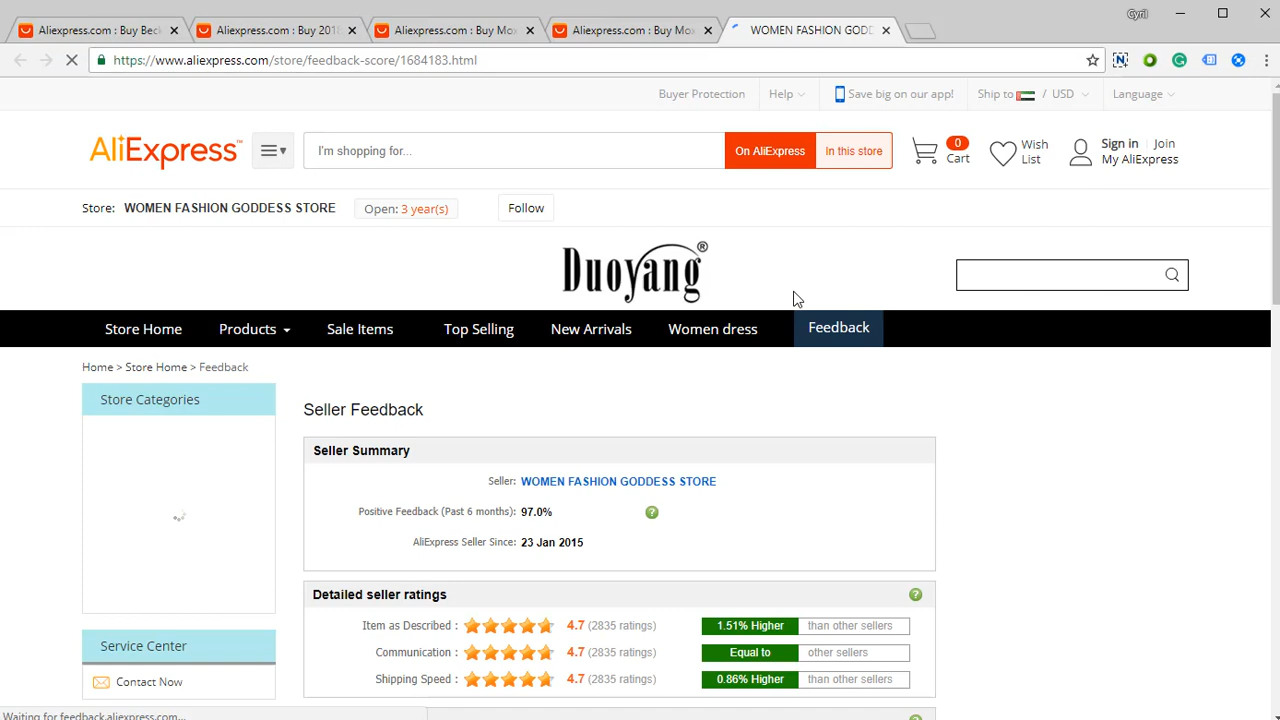 Cyril
Aliexpress.com : Buy Bec
Aliexpress.com : Buy 2018
Aliexpress.com : Buy Mo
Aliexpress.com : Buy Mo
WOMEN FASHION GODD
https://www.aliexpress.com/store/feedback-score/1684183.html
Buyer Protection
Help
Save big on our app!
Ship to / USD
Language
AliExpress™
I'm shopping for...
On AliExpress
In this store
0
Cart
Wish
List
Sign in Join
My AliExpress
Store: WOMEN FASHION GODDESS STORE
Open: 3 year(s)
Follow
Duoyang®
Store Home
Products
Sale Items
Top Selling
New Arrivals
Women dress
Feedback
Home > Store Home > Feedback
Store Categories
Seller Feedback
Seller Summary
Seller: WOMEN FASHION GODDESS STORE
Positive Feedback (Past 6 months): 97.0% ?
AliExpress Seller Since: 23 Jan 2015
Detailed seller ratings ?
Item as Described : 4.7 (2835 ratings) 1.51% Higher than other sellers
Communication : 4.7 (2835 ratings) Equal to other sellers
Shipping Speed : 4.7 (2835 ratings) 0.86% Higher than other sellers
Service Center
Contact Now
Waiting for feedback.aliexpress.com...